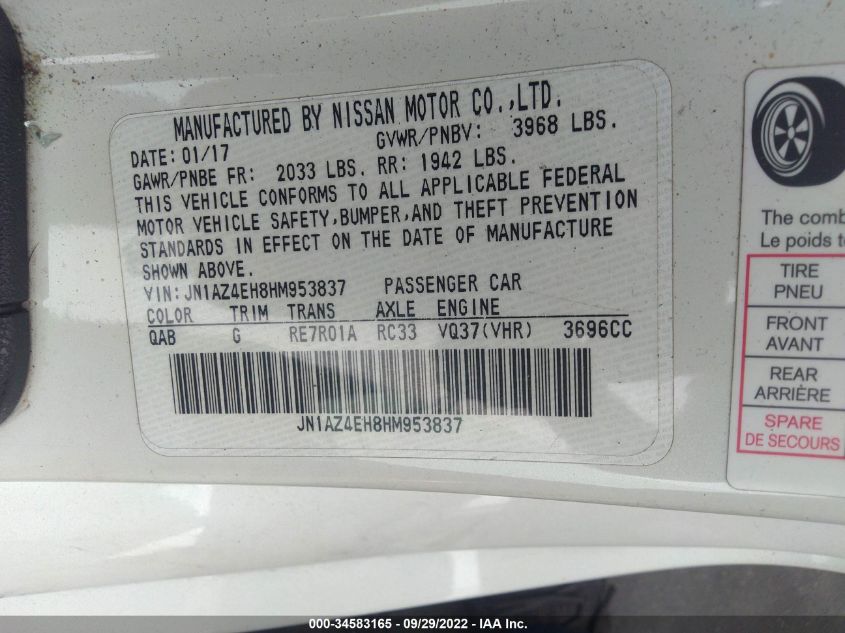 MANUFACTURED BY NISSAN MOTOR CO.,LTD.
DATE: 01/17 GVWR/PNBV: 3968 LBS.
GAWR/PNBE FR: 2033 LBS. RR: 1942 LBS.
THIS VEHICLE CONFORMS TO ALL APPLICABLE FEDERAL
MOTOR VEHICLE SAFETY,BUMPER,AND THEFT PREVENTION
STANDARDS IN EFFECT ON THE DATE OF MANUFACTURE
SHOWN ABOVE.
VIN:JN1AZ4EH8HM953837 PASSENGER CAR
COLOR TRIM TRANS AXLE ENGINE
QAB G RE7R01A RC33 VQ37(VHR) 3696CC
JN1AZ4EH8HM953837
The comb
Le poids to
TIRE
PNEU
FRONT
AVANT
REAR
ARRIÈRE
SPARE
DE SECOURS
000-34583165 - 09/29/2022 - IAA Inc.